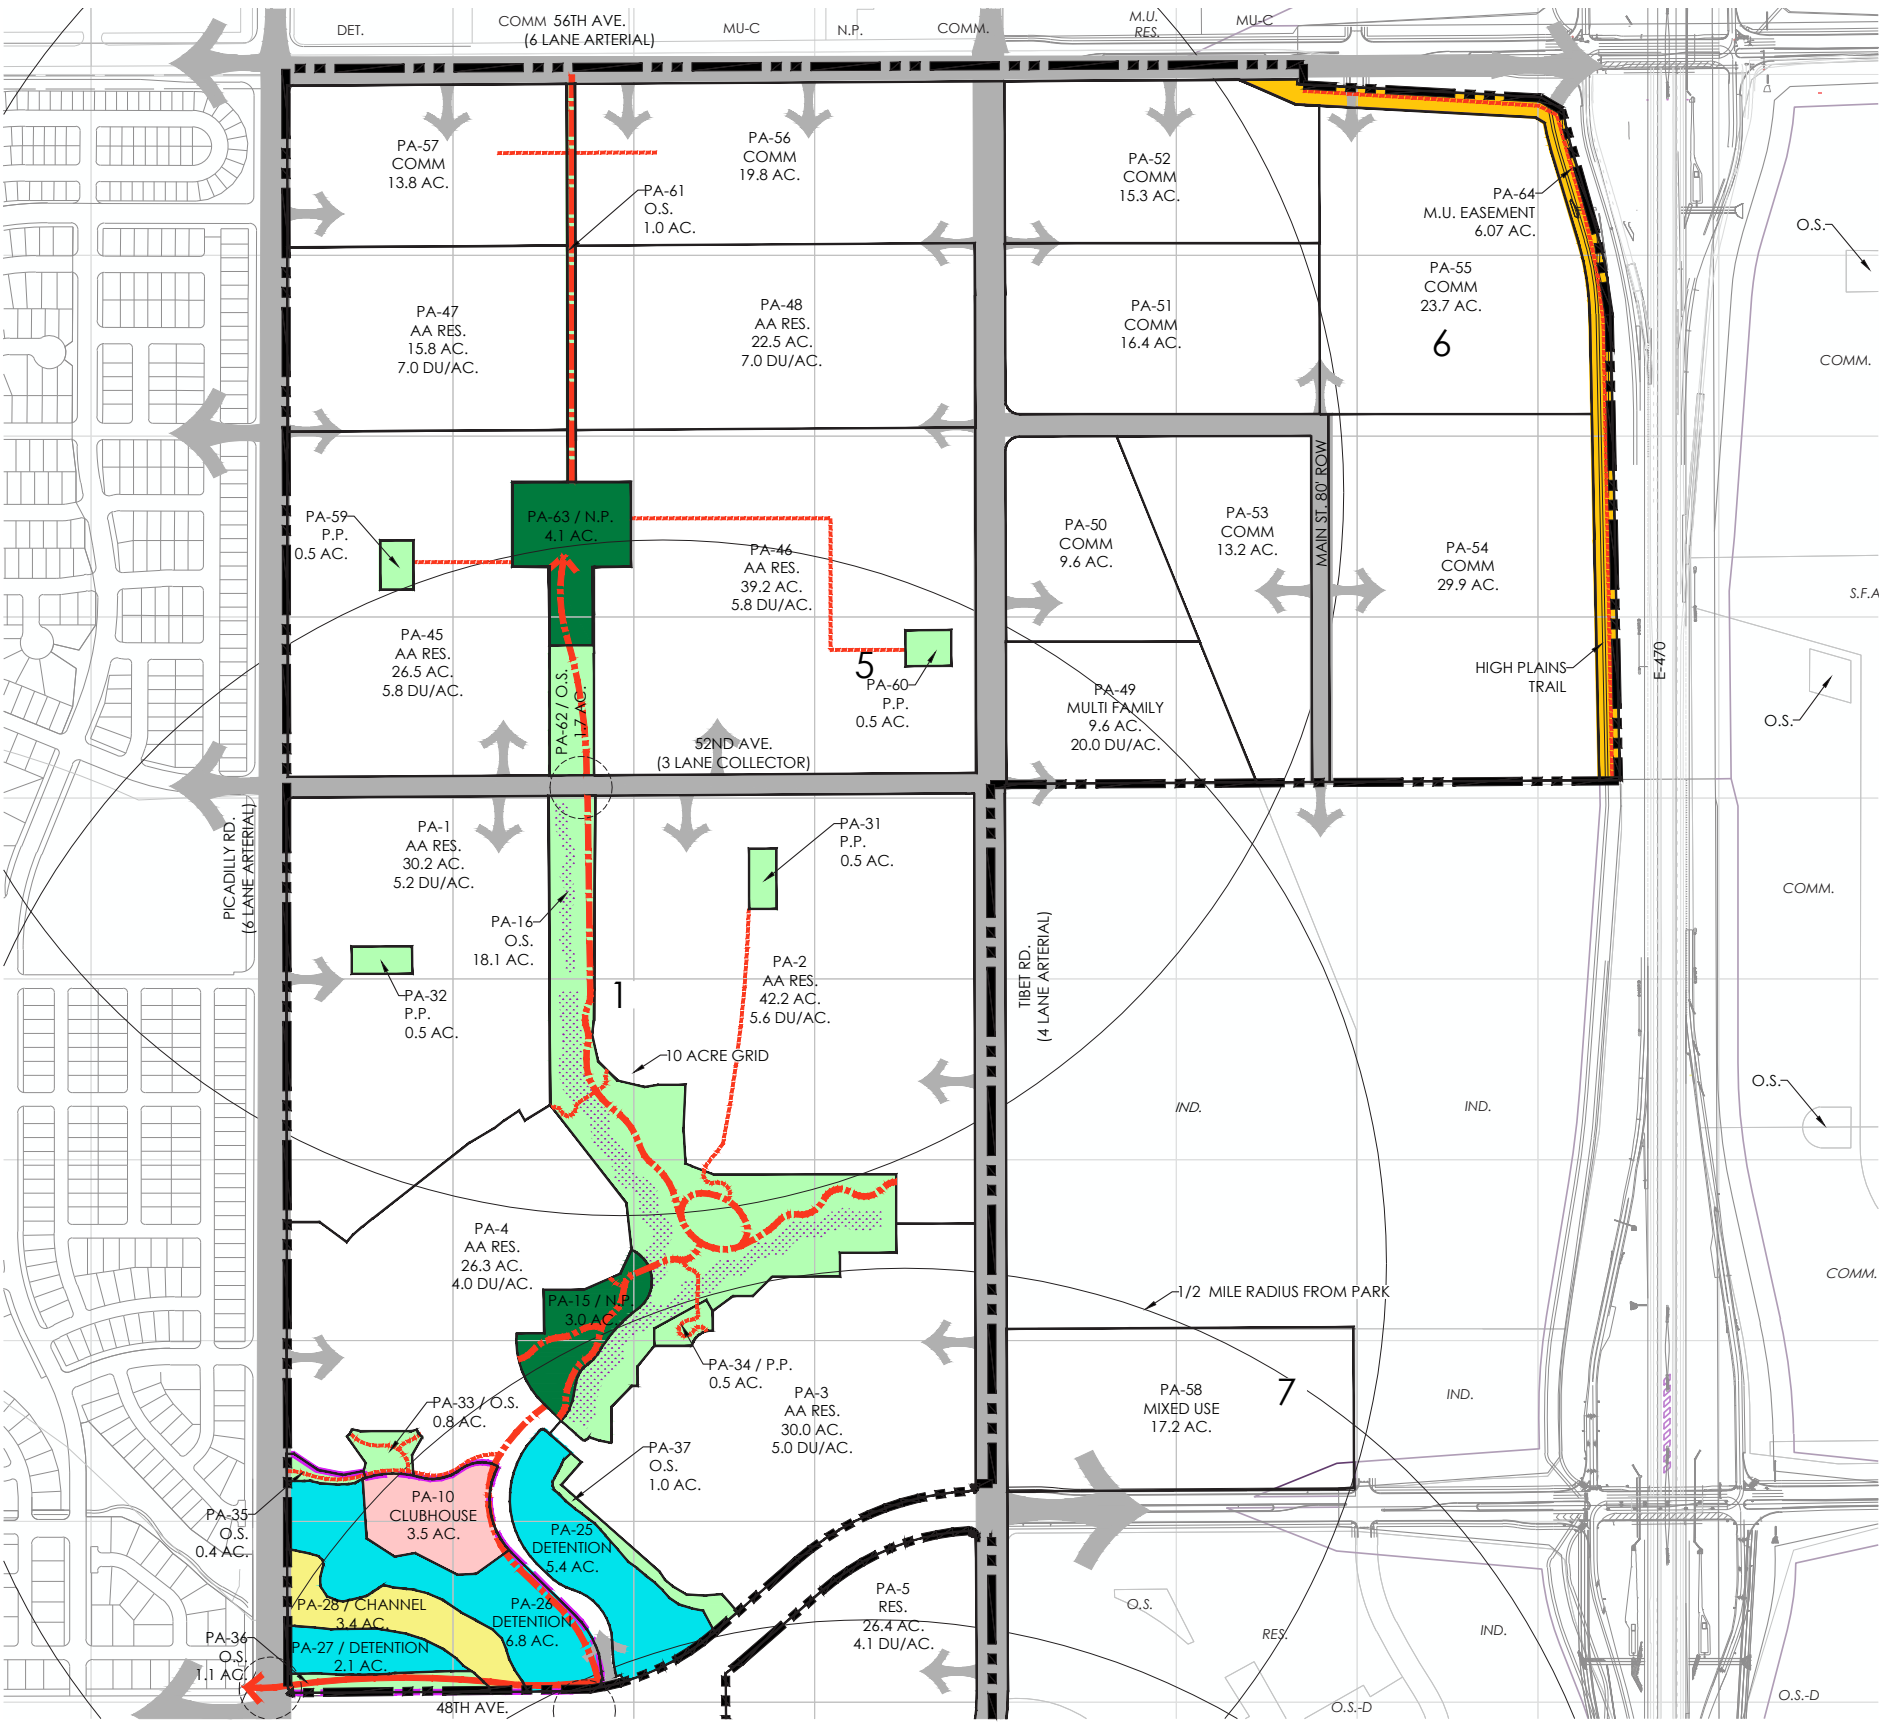 COMM 56TH AVE.
(6 LANE ARTERIAL)
DET.
MU-C
N.P.
COMM.
M.U.
RES.
MU-C
PA-57
COMM
13.8 AC.
PA-56
COMM
19.8 AC.
PA-61
O.S.
1.0 AC.
PA-52
COMM
15.3 AC.
PA-64
M.U. EASEMENT
6.07 AC.
O.S.
PA-47
AA RES.
15.8 AC.
7.0 DU/AC.
PA-48
AA RES.
22.5 AC.
7.0 DU/AC.
PA-51
COMM
16.4 AC.
PA-55
COMM
23.7 AC.
6
COMM.
PA-59
P.P.
0.5 AC.
PA-63 / N.P.
4.1 AC.
PA-46
AA RES.
39.2 AC.
5.8 DU/AC.
PA-50
COMM
9.6 AC.
PA-53
COMM
13.2 AC.
MAIN ST. 80' ROW
PA-54
COMM
29.9 AC.
S.F.A
PA-45
AA RES.
26.5 AC.
5.8 DU/AC.
PA-62 / O.S.
1.7 AC.
5
PA-60
P.P.
0.5 AC.
PA-49
MULTI FAMILY
9.6 AC.
20.0 DU/AC.
HIGH PLAINS
TRAIL
E-470
O.S.
52ND AVE.
(3 LANE COLLECTOR)
PICADILLY RD.
(6 LANE ARTERIAL)
PA-1
AA RES.
30.2 AC.
5.2 DU/AC.
PA-31
P.P.
0.5 AC.
PA-16
O.S.
18.1 AC.
COMM.
PA-32
P.P.
0.5 AC.
1
PA-2
AA RES.
42.2 AC.
5.6 DU/AC.
TIBET RD.
(4 LANE ARTERIAL)
10 ACRE GRID
IND.
IND.
O.S.
PA-4
AA RES.
26.3 AC.
4.0 DU/AC.
PA-15 / N.P.
3.0 AC.
1/2 MILE RADIUS FROM PARK
COMM.
PA-34 / P.P.
0.5 AC.
PA-33 / O.S.
0.8 AC.
PA-3
AA RES.
30.0 AC.
5.0 DU/AC.
PA-58
MIXED USE
17.2 AC.
7
IND.
PA-37
O.S.
1.0 AC.
PA-35
O.S.
0.4 AC.
PA-10
CLUBHOUSE
3.5 AC.
PA-25
DETENTION
5.4 AC.
PA-28 / CHANNEL
3.4 AC.
PA-26
DETENTION
6.8 AC.
PA-5
RES.
26.4 AC.
4.1 DU/AC.
O.S.
RES.
IND.
PA-36
O.S.
1.1 AC.
PA-27 / DETENTION
2.1 AC.
48TH AVE.
O.S.-D
O.S.-D